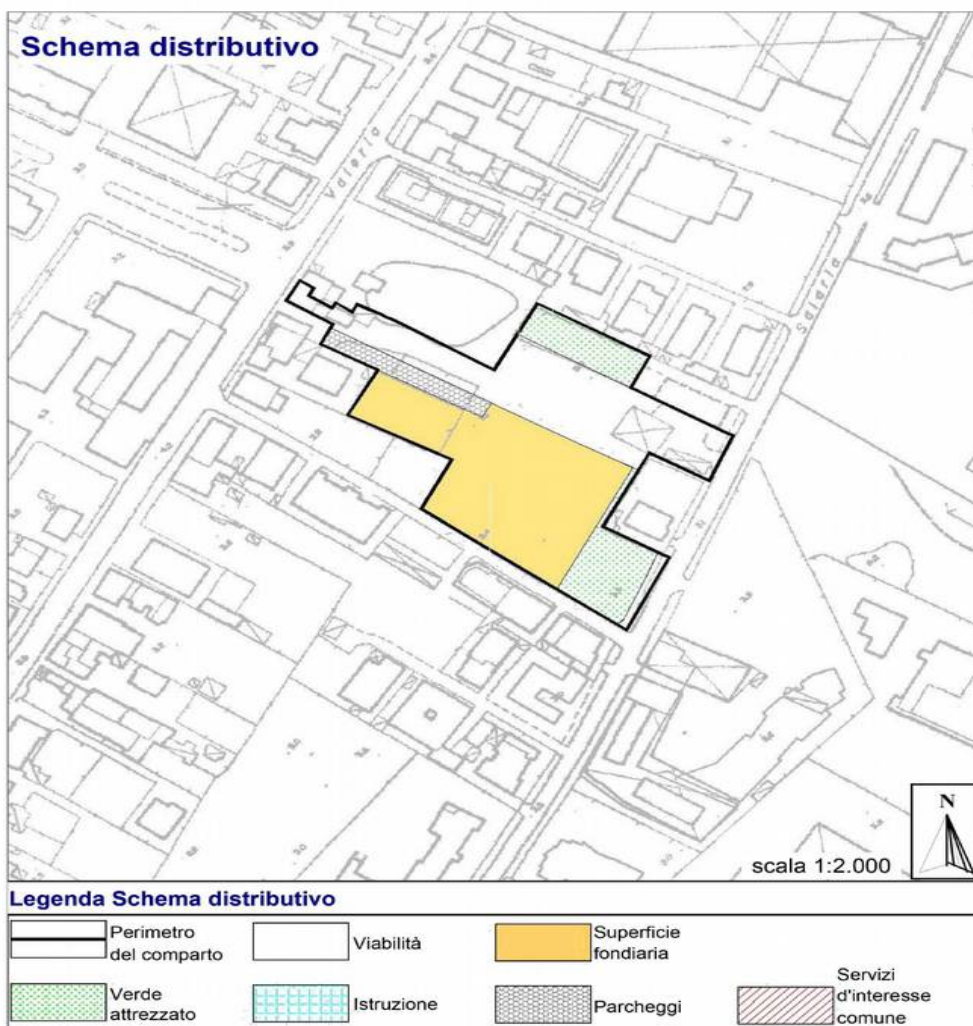 Schema distributivo
Valeria
Salaria
N
scala 1:2.000
Legenda Schema distributivo
Perimetro
del comparto
Viabilità
Superficie
fondiaria
Verde
attrezzato
Istruzione
Parcheggi
Servizi
d'interesse
comune